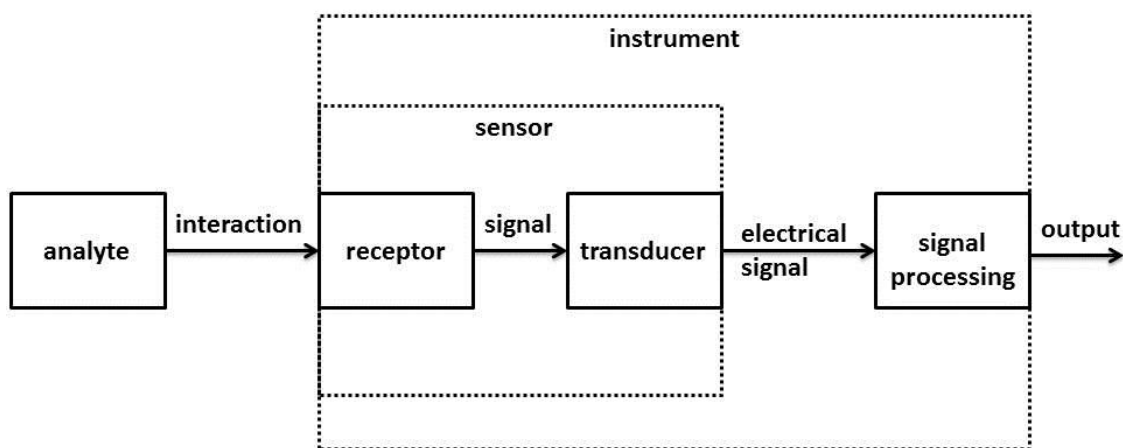 instrument
sensor
analyte
interaction
receptor
signal
transducer
electrical
signal
signal
processing
output